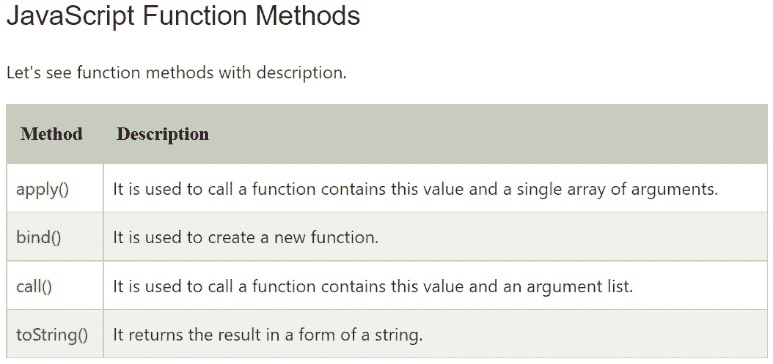 JavaScript Function Methods
Let's see function methods with description.
Method Description
apply() It is used to call a function contains this value and a single array of arguments.
bind() It is used to create a new function.
call() It is used to call a function contains this value and an argument list.
toString() It returns the result in a form of a string.